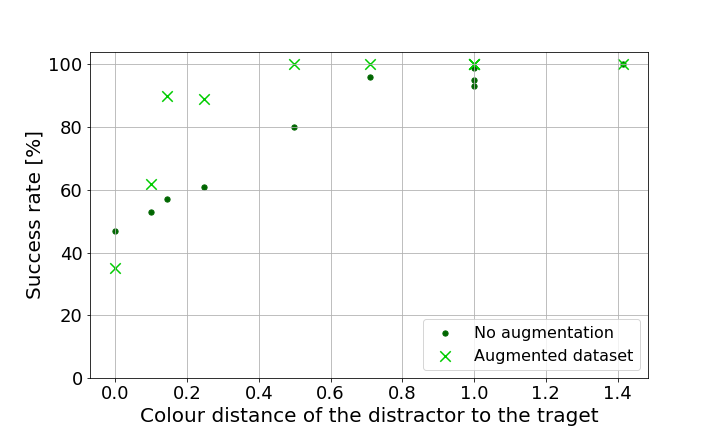 100
80
60
40
20
0
Success rate [%]
No augmentation
Augmented dataset
0.0 0.2 0.4 0.6 0.8 1.0 1.2 1.4
Colour distance of the distractor to the traget